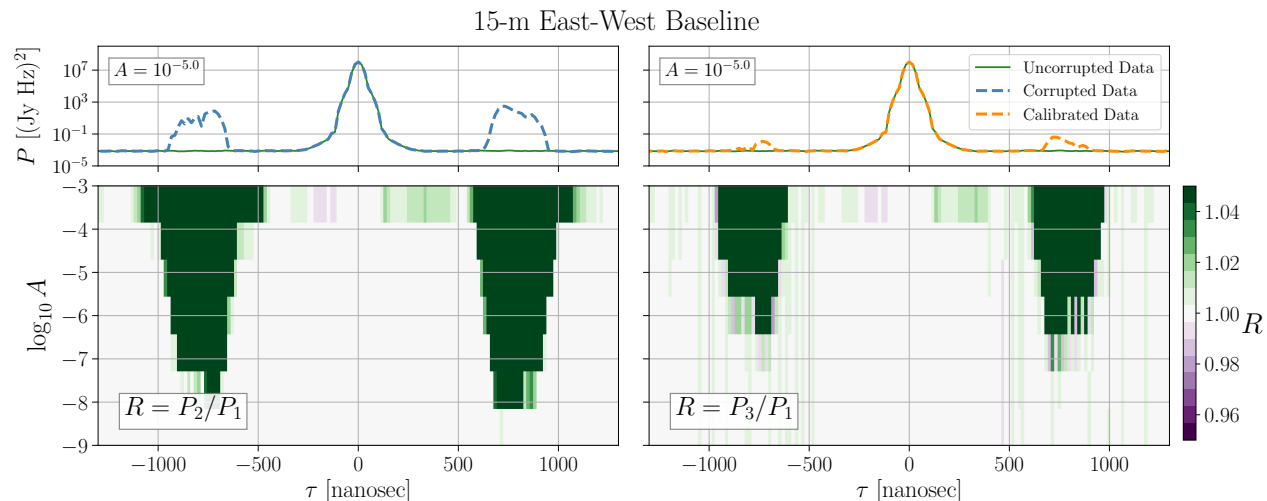 15-m East-West Baseline
P [(Jy Hz)²]
10⁷
10³
10⁻¹
10⁻⁵
A = 10⁻⁵·⁰
A = 10⁻⁵·⁰
Uncorrupted Data
Corrupted Data
Calibrated Data
log₁₀ A
−3
−4
−5
−6
−7
−8
−9
R = P₂/P₁
R = P₃/P₁
−1000 −500 0 500 1000
−1000 −500 0 500 1000
τ [nanosec]
τ [nanosec]
1.04
1.02
1.00
0.98
0.96
R